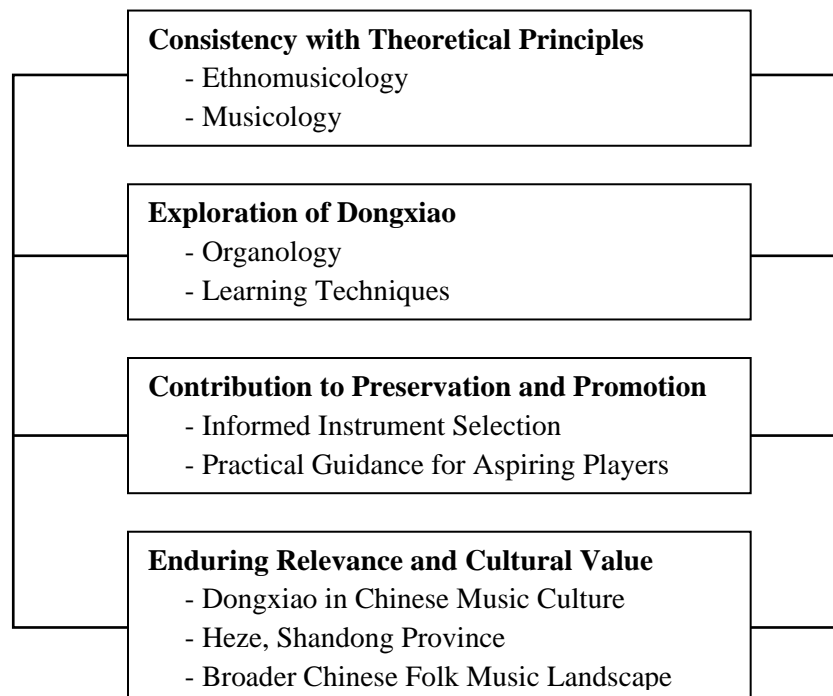 Consistency with Theoretical Principles
- Ethnomusicology
- Musicology
Exploration of Dongxiao
- Organology
- Learning Techniques
Contribution to Preservation and Promotion
- Informed Instrument Selection
- Practical Guidance for Aspiring Players
Enduring Relevance and Cultural Value
- Dongxiao in Chinese Music Culture
- Heze, Shandong Province
- Broader Chinese Folk Music Landscape